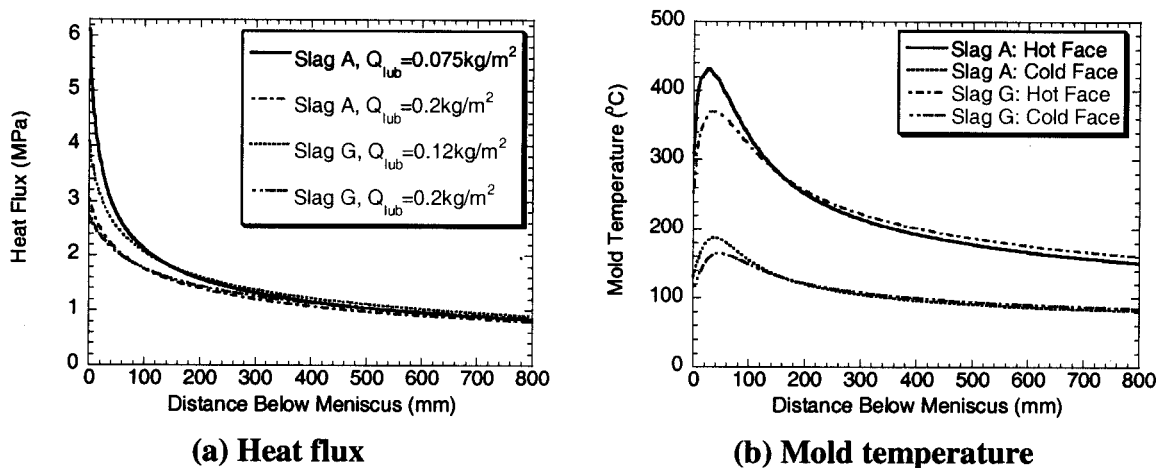 Heat Flux (MPa)
6
5
4
3
2
1
0
Slag A, Q_lub=0.075kg/m²
Slag A, Q_lub=0.2kg/m²
Slag G, Q_lub=0.12kg/m²
Slag G, Q_lub=0.2kg/m²
0 100 200 300 400 500 600 700 800
Distance Below Meniscus (mm)
(a) Heat flux
Mold Temperature (°C)
500
400
300
200
100
0
Slag A: Hot Face
Slag A: Cold Face
Slag G: Hot Face
Slag G: Cold Face
0 100 200 300 400 500 600 700 800
Distance Below Meniscus (mm)
(b) Mold temperature